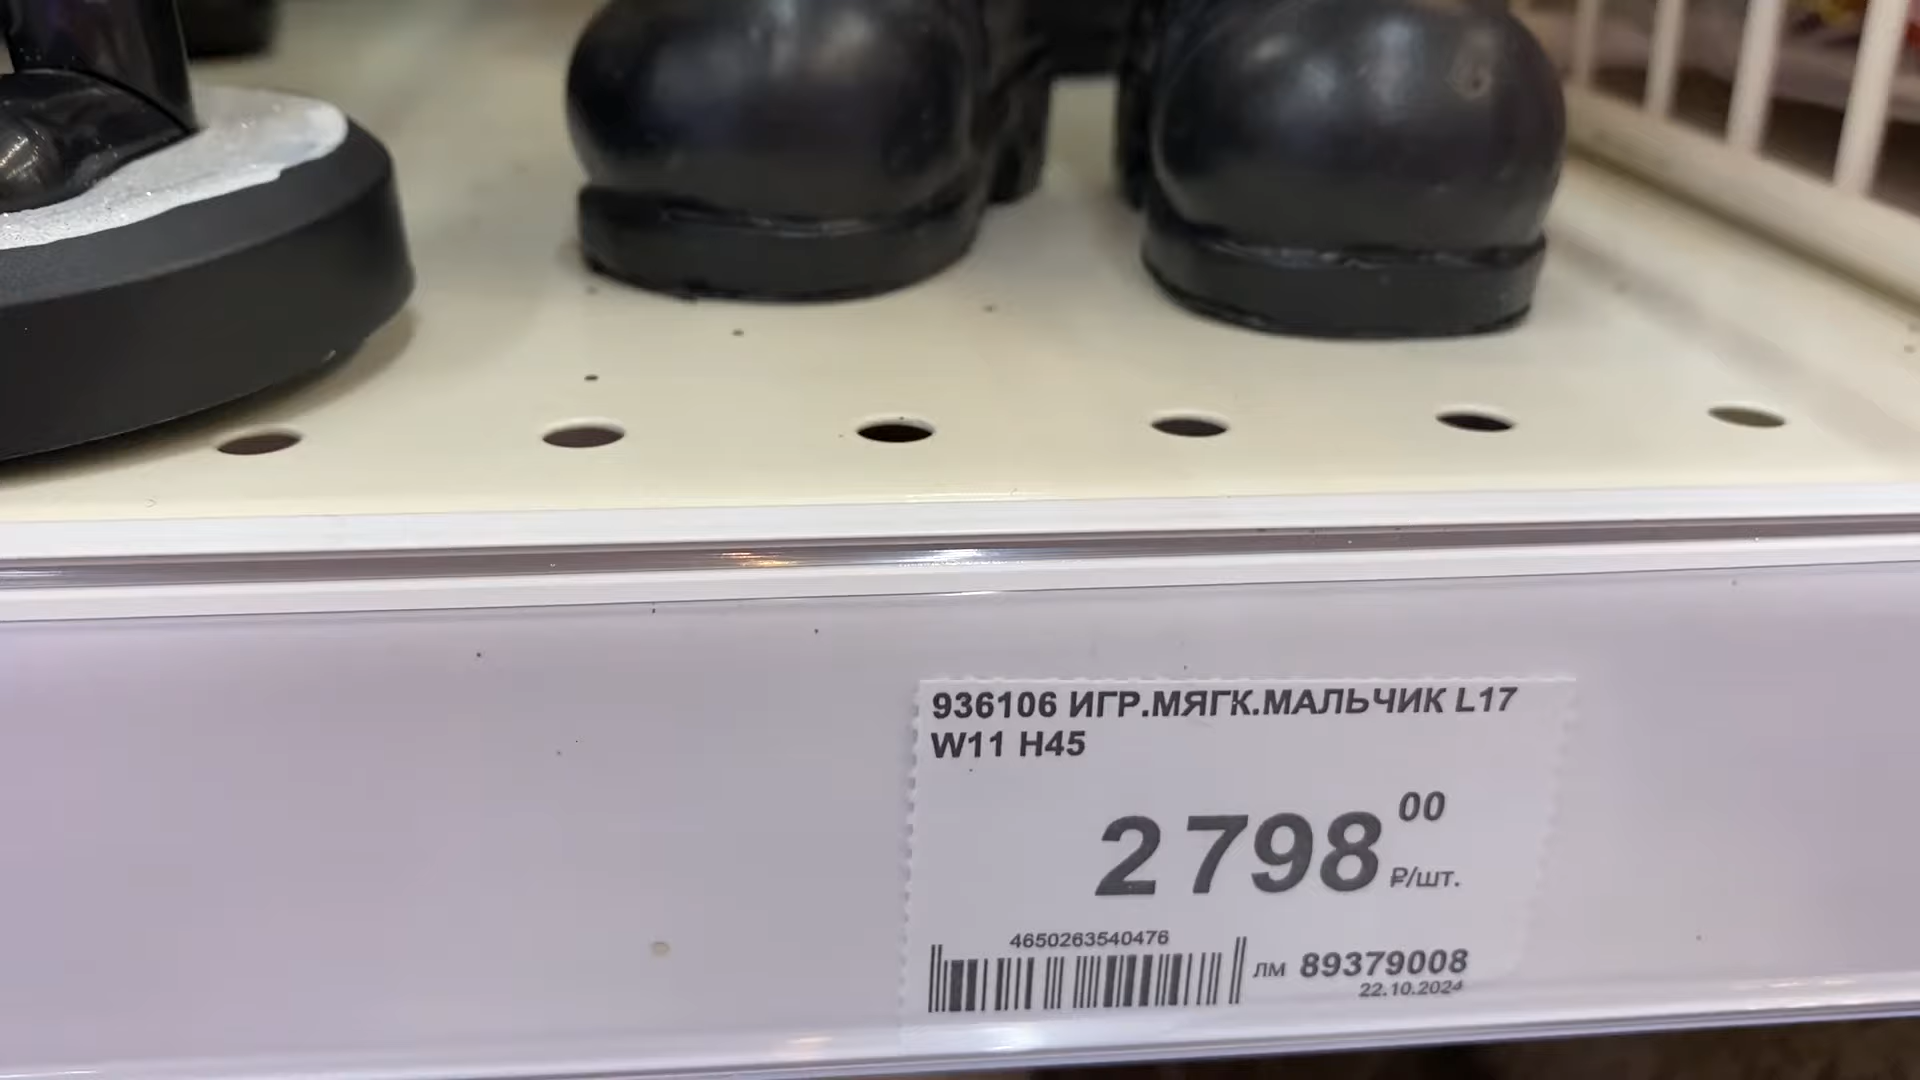 936106 ИГР.МЯГК.МАЛЬЧИК L17
W11 H45
2798 00
₽/шт.
4650263540476
ЛМ 89379008
22.10.2024